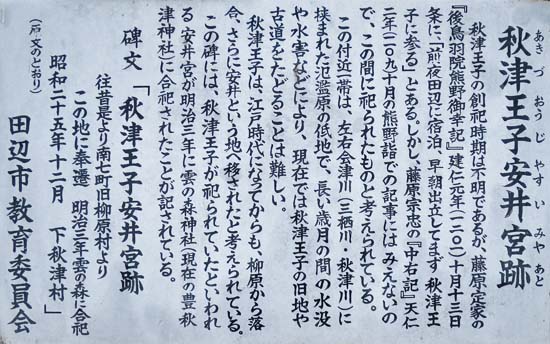 秋津王子安井宮跡
あきづおうじやすいみやあと
秋津王子の創祀時期は不明であるが、藤原定家の
『後鳥羽院熊野御幸記』建仁元年(一二〇一)十月十三日
条に、「前夜田辺に宿泊、早朝出立してまず 秋津王
子に参る」とある。しかし、藤原宗忠の『中右記』天仁
二年(一一〇九)十月の熊野詣での記事にはみえないの
で、この間に祀られたものと考えられている。
この付近一帯は、左右会津川(三栖川・秋津川)に
挟まれた氾濫原の低地で、長い歳月の間の水没
や水害などにより、現在では秋津王子の旧地や
古道をたどることは難しい。
秋津王子は、江戸時代になってからも、柳原から落
合、さらに安井という地へ移されたと考えられている。
この碑には、秋津王子が祀られていたといわれ
る安井宮が明治三年に雲の森神社(現在の豊秋
津神社)に合祀されたことが記されている。
碑文「秋津王子安井宮跡
往昔是より南七町旧柳原村より
この地に奉遷 明治三年雲の森に合祀
昭和二十五年十二月 下秋津村」
(碑文のとおり)
田辺市教育委員会